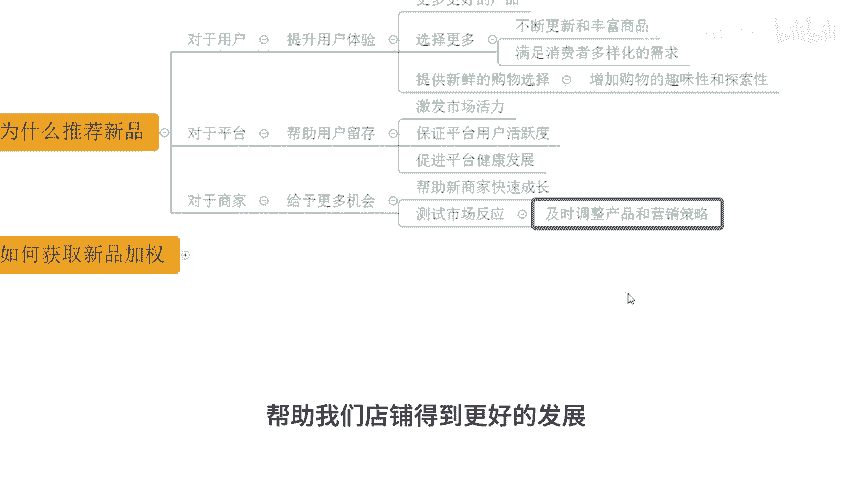 更多更好的产品
不断更新和丰富商品
对于用户 提升用户体验 选择更多
满足消费者多样化的需求
提供新鲜的购物选择 增加购物的趣味性和探索性
激发市场活力
为什么推荐新品 对于平台 帮助用户留存 保证平台用户活跃度
促进平台健康发展
帮助新商家快速成长
对于商家 给予更多机会
测试市场反应 及时调整产品和营销策略
如何获取新品加权
帮助我们店铺得到更好的发展